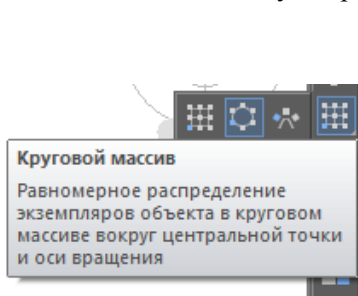 Круговой массив
Равномерное распределение
экземпляров объекта в круговом
массиве вокруг центральной точки
и оси вращения